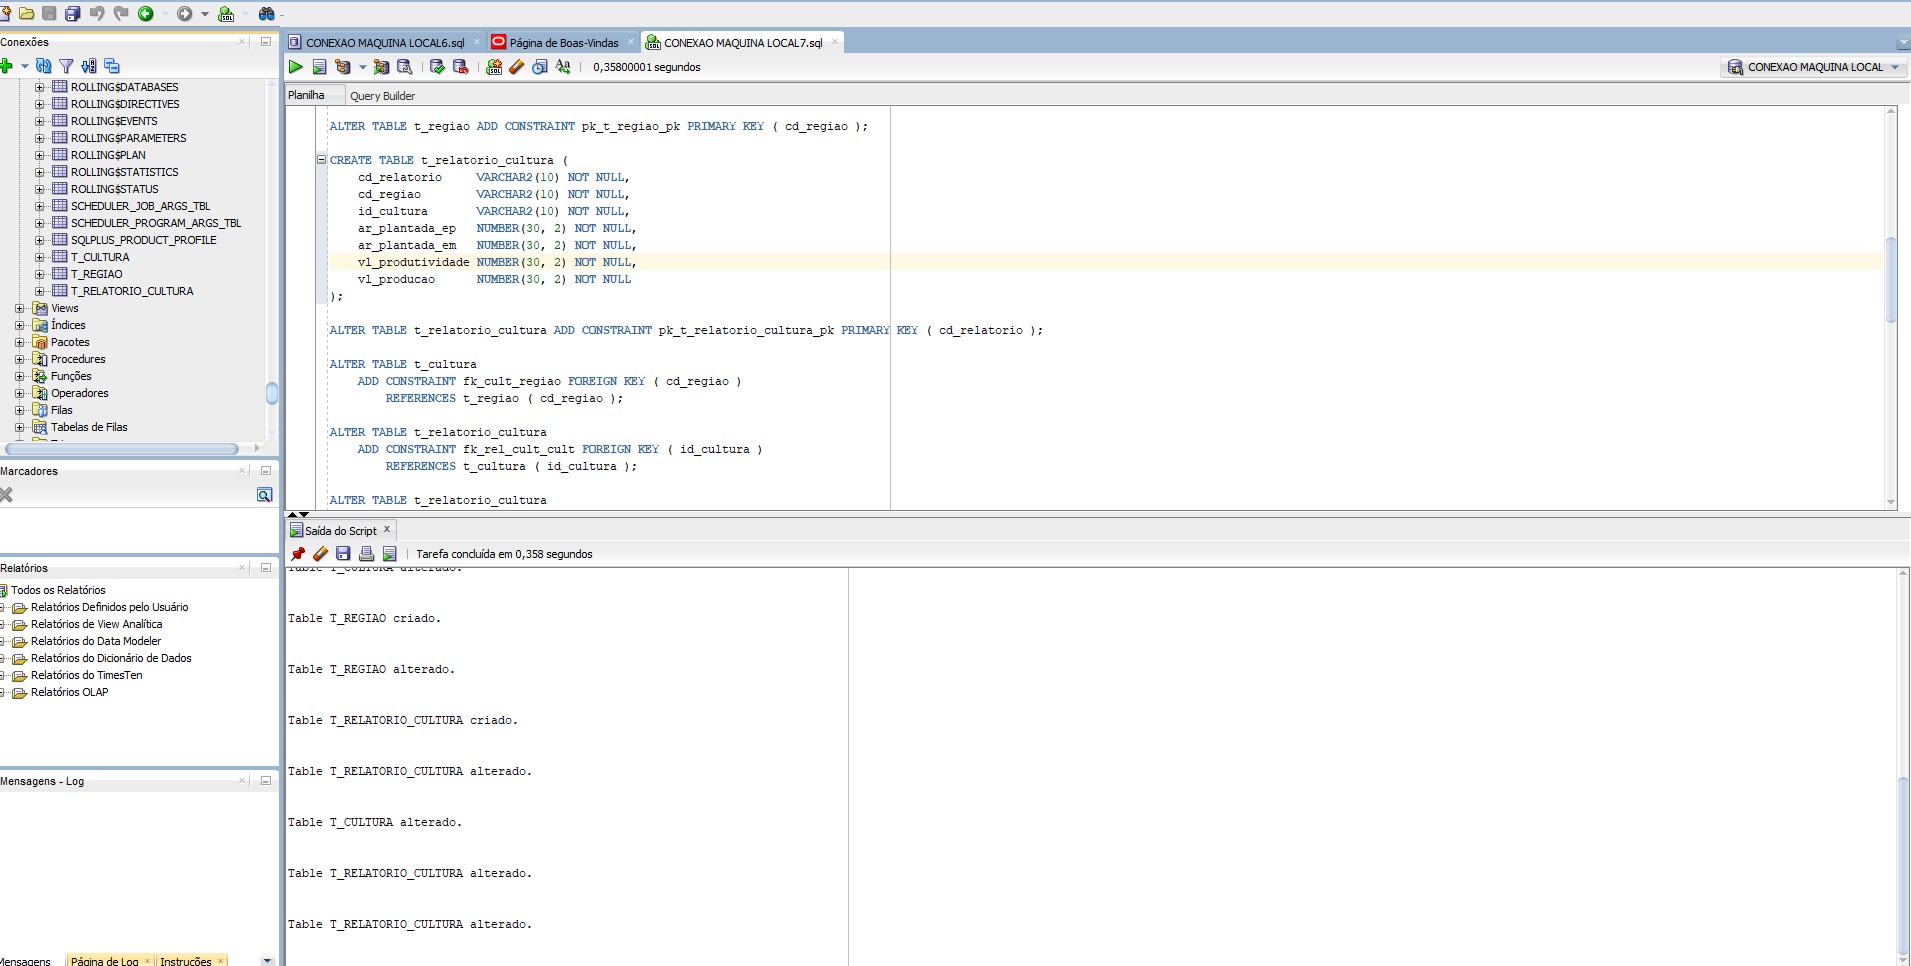 Conexões
ROLLING$DATABASES
ROLLING$DIRECTIVES
ROLLING$EVENTS
ROLLING$PARAMETERS
ROLLING$PLAN
ROLLING$STATISTICS
ROLLING$STATUS
SCHEDULER_JOB_ARGS_TBL
SCHEDULER_PROGRAM_ARGS_TBL
SQLPLUS_PRODUCT_PROFILE
T_CULTURA
T_REGIAO
T_RELATORIO_CULTURA
Views
Índices
Pacotes
Procedures
Funções
Operadores
Filas
Tabelas de Filas
Marcadores
Relatórios
Todos os Relatórios
Relatórios Definidos pelo Usuário
Relatórios de View Analítica
Relatórios do Data Modeler
Relatórios do Dicionário de Dados
Relatórios do TimesTen
Relatórios OLAP
Mensagens - Log
Mensagens
Página de Log
Instruções
CONEXAO MAQUINA LOCAL6.sql
Página de Boas-Vindas
CONEXAO MAQUINA LOCAL7.sql
0,35800001 segundos
CONEXAO MAQUINA LOCAL
Planilha
Query Builder
ALTER TABLE t_regiao ADD CONSTRAINT pk_t_regiao_pk PRIMARY KEY ( cd_regiao );
CREATE TABLE t_relatorio_cultura (
cd_relatorio VARCHAR2(10) NOT NULL,
cd_regiao VARCHAR2(10) NOT NULL,
id_cultura VARCHAR2(10) NOT NULL,
ar_plantada_ep NUMBER(30, 2) NOT NULL,
ar_plantada_em NUMBER(30, 2) NOT NULL,
vl_produtividade NUMBER(30, 2) NOT NULL,
vl_producao NUMBER(30, 2) NOT NULL
);
ALTER TABLE t_relatorio_cultura ADD CONSTRAINT pk_t_relatorio_cultura_pk PRIMARY KEY ( cd_relatorio );
ALTER TABLE t_cultura
ADD CONSTRAINT fk_cult_regiao FOREIGN KEY ( cd_regiao )
REFERENCES t_regiao ( cd_regiao );
ALTER TABLE t_relatorio_cultura
ADD CONSTRAINT fk_rel_cult_cult FOREIGN KEY ( id_cultura )
REFERENCES t_cultura ( id_cultura );
ALTER TABLE t_relatorio_cultura
Saída do Script
Tarefa concluída em 0,358 segundos
Table T_CULTURA alterado.
Table T_REGIAO criado.
Table T_REGIAO alterado.
Table T_RELATORIO_CULTURA criado.
Table T_RELATORIO_CULTURA alterado.
Table T_CULTURA alterado.
Table T_RELATORIO_CULTURA alterado.
Table T_RELATORIO_CULTURA alterado.